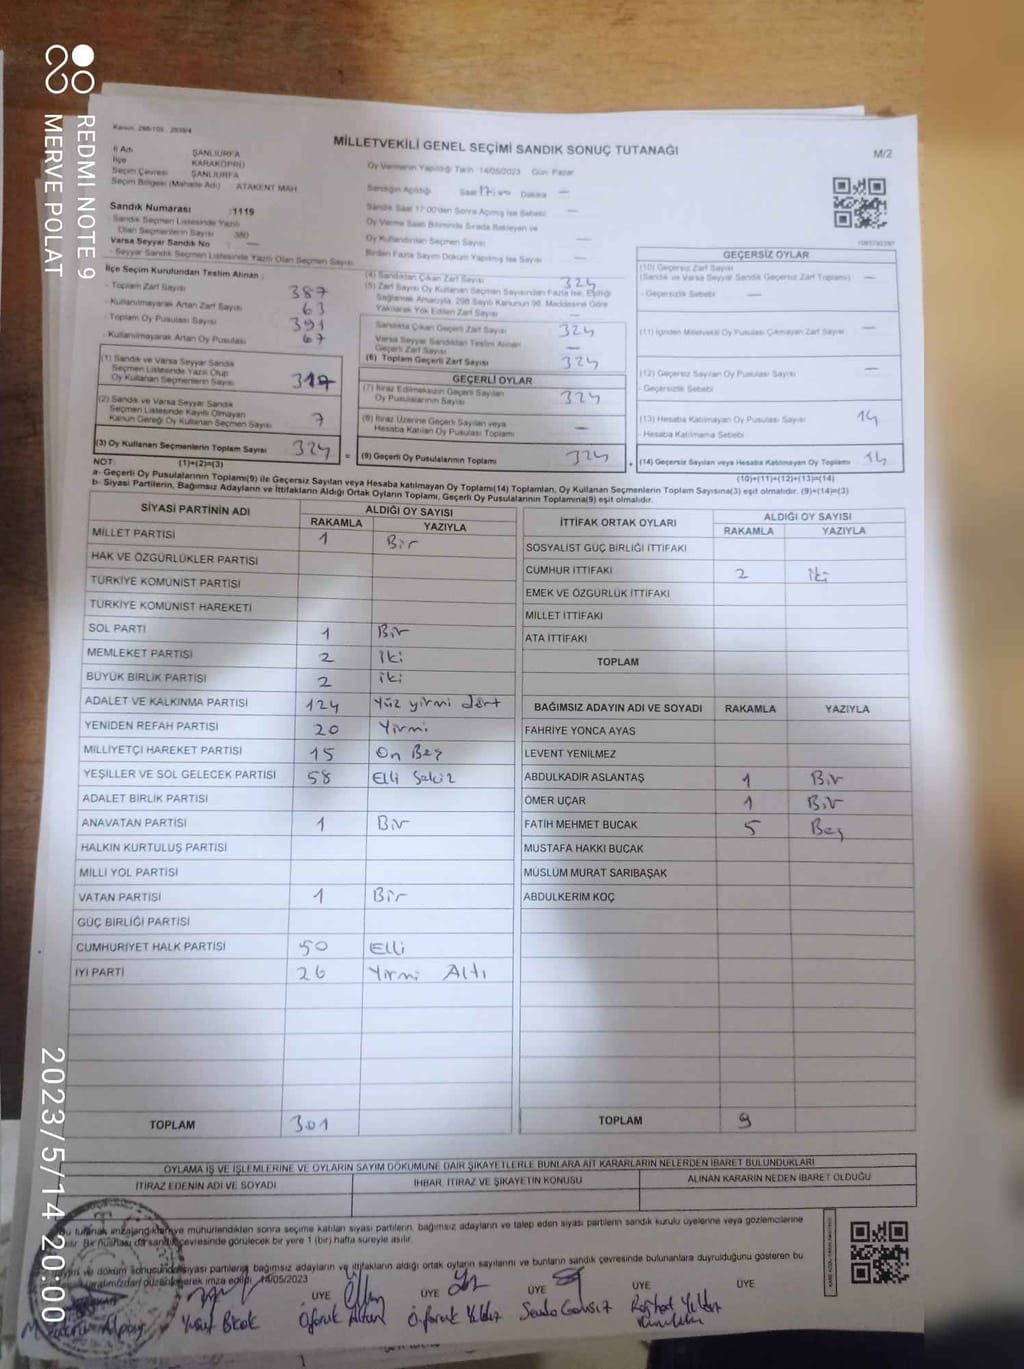 Kanun: 298/105 2839/4
MİLLETVEKİLİ GENEL SEÇİMİ SANDIK SONUÇ TUTANAĞI
M/2
İl Adı ŞANLIURFA
İlçe KARAKÖPRÜ
Seçim Çevresi ŞANLIURFA
Seçim Bölgesi (Mahalle Adı) ATAKENT MAH
Sandık Numarası :1119
Sandık Seçmen Listesinde Yazılı
Olan Seçmenlerin Sayısı 380
Varsa Seyyar Sandık No —
Seyyar Sandık Seçmen Listesinde Yazılı Olan Seçmen Sayısı
Oy Vermenin Yapıldığı Tarih 14/05/2023 Gün Pazar
Sandığın Açıldığı Saat 17:00 Dakika —
Sandık Saat 17:00'den Sonra Açılmış İse Sebebi: —
Oy Verme Saati Bitiminde Sırada Bekleyen ve
Oy Kullandırılan Seçmen Sayısı —
Birden Fazla Sayım Döküm Yapılmış İse Sayısı —
İlçe Seçim Kurulundan Teslim Alınan :
- Toplam Zarf Sayısı 387
- Kullanılmayarak Artan Zarf Sayısı 63
- Toplam Oy Pusulası Sayısı 391
- Kullanılmayarak Artan Oy Pusulası 67
(1) Sandık ve Varsa Seyyar Sandık
Seçmen Listesinde Yazılı Olup
Oy Kullanan Seçmenlerin Sayısı 317
(2) Sandık ve Varsa Seyyar Sandık
Seçmen Listesinde Kayıtlı Olmayan
Kanun Gereği Oy Kullanan Seçmen Sayısı 7
(3) Oy Kullanan Seçmenlerin Toplam Sayısı 324
(4) Sandıktan Çıkan Zarf Sayısı 324
(5) Zarf Sayısı Oy Kullanan Seçmen Sayısından Fazla İse, Eşitliği
Sağlamak Amacıyla, 298 Sayılı Kanunun 98. Maddesine Göre
Yakılarak Yok Edilen Zarf Sayısı —
Sandıkta Çıkan Geçerli Zarf Sayısı 324
Varsa Seyyar Sandıktan Teslim Alınan
Geçerli Zarf Sayısı —
(6) Toplam Geçerli Zarf Sayısı 324
GEÇERLİ OYLAR
(7) İtiraz Edilmeksizin Geçerli Sayılan
Oy Pusulalarının Sayısı 324
(8) İtiraz Üzerine Geçerli Sayılan veya
Hesaba Katılan Oy Pusulası Toplamı —
= (9) Geçerli Oy Pusulalarının Toplamı 324
GEÇERSİZ OYLAR
(10) Geçersiz Zarf Sayısı
(Sandık ve Varsa Seyyar Sandık Geçersiz Zarf Toplamı) —
- Geçersizlik Sebebi —
(11) İçinden Milletvekili Oy Pusulası Çıkmayan Zarf Sayısı —
(12) Geçersiz Sayılan Oy Pusulası Sayısı —
- Geçersizlik Sebebi
(13) Hesaba Katılmayan Oy Pusulası Sayısı 14
- Hesaba Katılmama Sebebi
+ (14) Geçersiz Sayılan veya Hesaba Katılmayan Oy Toplamı 14
NOT: (1)+(2)=(3)
(10)+(11)+(12)+(13)=(14)
a- Geçerli Oy Pusulalarının Toplamı(9) ile Geçersiz Sayılan veya Hesaba katılmayan Oy Toplamı(14) Toplamları, Oy Kullanan Seçmenlerin Toplam Sayısına(3) eşit olmalıdır. (9)+(14)=(3)
b- Siyasi Partilerin, Bağımsız Adayların ve İttifakların Aldığı Ortak Oyların Toplamı, Geçerli Oy Pusulalarının Toplamına(9) eşit olmalıdır.
SİYASİ PARTİNİN ADI ALDIĞI OY SAYISI
RAKAMLA YAZIYLA
MİLLET PARTİSİ 1 Bir
HAK VE ÖZGÜRLÜKLER PARTİSİ
TÜRKİYE KOMÜNİST PARTİSİ
TÜRKİYE KOMÜNİST HAREKETİ
SOL PARTİ 1 Bir
MEMLEKET PARTİSİ 2 iki
BÜYÜK BİRLİK PARTİSİ 2 iki
ADALET VE KALKINMA PARTİSİ 124 Yüz yirmi dört
YENİDEN REFAH PARTİSİ 20 Yirmi
MİLLİYETÇİ HAREKET PARTİSİ 15 On Beş
YEŞİLLER VE SOL GELECEK PARTİSİ 58 Elli Sekiz
ADALET BİRLİK PARTİSİ
ANAVATAN PARTİSİ 1 Bir
HALKIN KURTULUŞ PARTİSİ
MİLLİ YOL PARTİSİ
VATAN PARTİSİ 1 Bir
GÜÇ BİRLİĞİ PARTİSİ
CUMHURİYET HALK PARTİSİ 50 Elli
İYİ PARTİ 26 Yirmi Altı
TOPLAM 301
İTTİFAK ORTAK OYLARI ALDIĞI OY SAYISI
RAKAMLA YAZIYLA
SOSYALİST GÜÇ BİRLİĞİ İTTİFAKI
CUMHUR İTTİFAKI 2 iki
EMEK VE ÖZGÜRLÜK İTTİFAKI
MİLLET İTTİFAKI
ATA İTTİFAKI
TOPLAM
BAĞIMSIZ ADAYIN ADI VE SOYADI RAKAMLA YAZIYLA
FAHRİYE YONCA AYAS
LEVENT YENİLMEZ
ABDULKADİR ASLANTAŞ 1 Bir
ÖMER UÇAR 1 Bir
FATİH MEHMET BUCAK 5 Beş
MUSTAFA HAKKI BUCAK
MÜSLÜM MURAT SARIBAŞAK
ABDULKERİM KOÇ
TOPLAM 9
OYLAMA İŞ VE İŞLEMLERİNE VE OYLARIN SAYIM DÖKÜMÜNE DAİR ŞİKAYETLERLE BUNLARA AİT KARARLARIN NELERDEN İBARET BULUNDUKLARI
İTİRAZ EDENİN ADI VE SOYADI İHBAR, İTİRAZ VE ŞİKAYETİN KONUSU ALINAN KARARIN NEDEN İBARET OLDUĞU
Bu tutanak imzalandıktan ve mühürlendikten sonra seçime katılan siyasi partilerin, bağımsız adayların ve talep eden siyasi partilerin sandık kurulu üyelerine veya gözlemcilerine
verilir. Bir nüshası da sandık çevresinde görülecek bir yere 1 (bir) hafta süreyle asılır.
Sayım ve döküm sonucunda siyasi partilerin, bağımsız adayların ve ittifakların aldığı ortak oyların sayılarını ve bunların sandık çevresinde bulunanlara duyrulduğunu gösteren bu
tarafımızdan düzenlenerek imza edildi. 14/05/2023
ÜYE ÜYE ÜYE ÜYE ÜYE
Yusuf Ö.faruk Ö.faruk Yıldız Seda Yıldız
REDMI NOTE 9
MERVE POLAT
2023/5/14 20:00